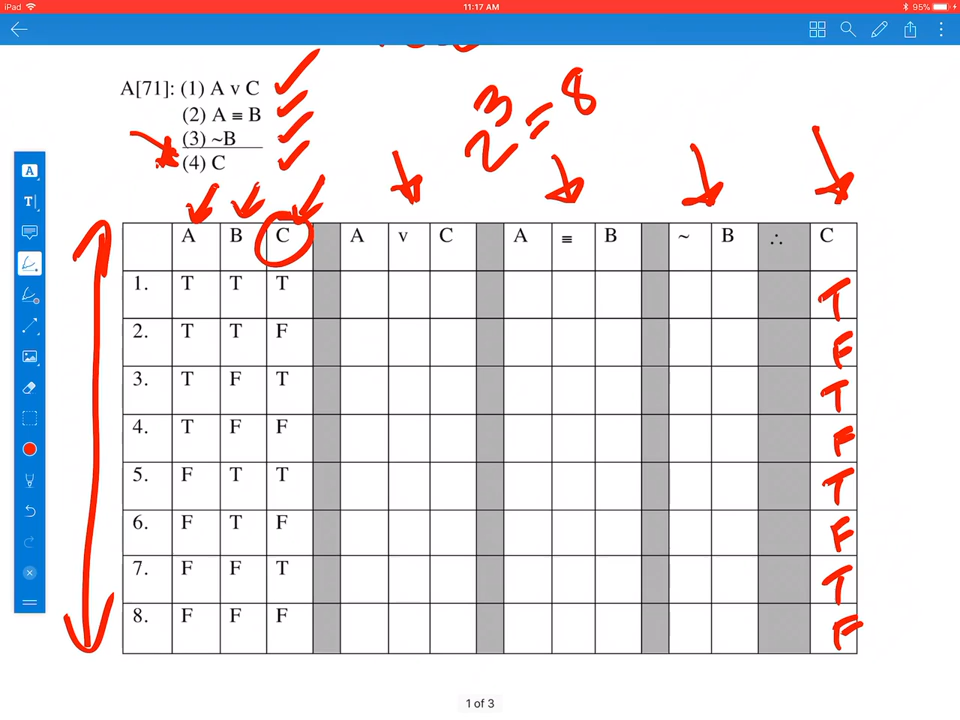 iPad 11:17 AM 95%
A[71]: (1) A v C
(2) A ≡ B
(3) ~B
(4) C
2³ = 8
A B C A v C A ≡ B ~ B ∴ C
1. T T T T
2. T T F F
3. T F T T
4. T F F F
5. F T T T
6. F T F F
7. F F T T
8. F F F F
1 of 3
A
T